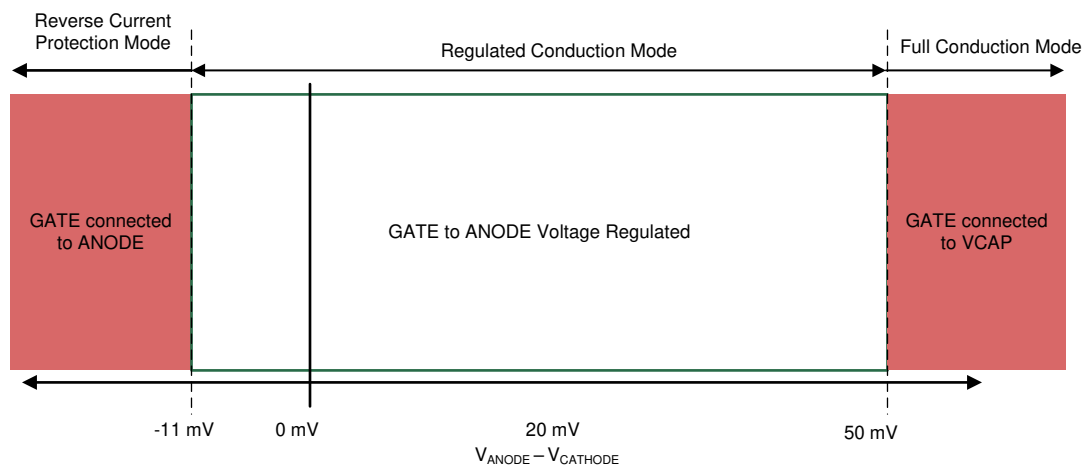 Reverse Current
Protection Mode
Regulated Conduction Mode
Full Conduction Mode
GATE connected
to ANODE
GATE to ANODE Voltage Regulated
GATE connected
to VCAP
-11 mV
0 mV
20 mV
50 mV
VANODE – VCATHODE